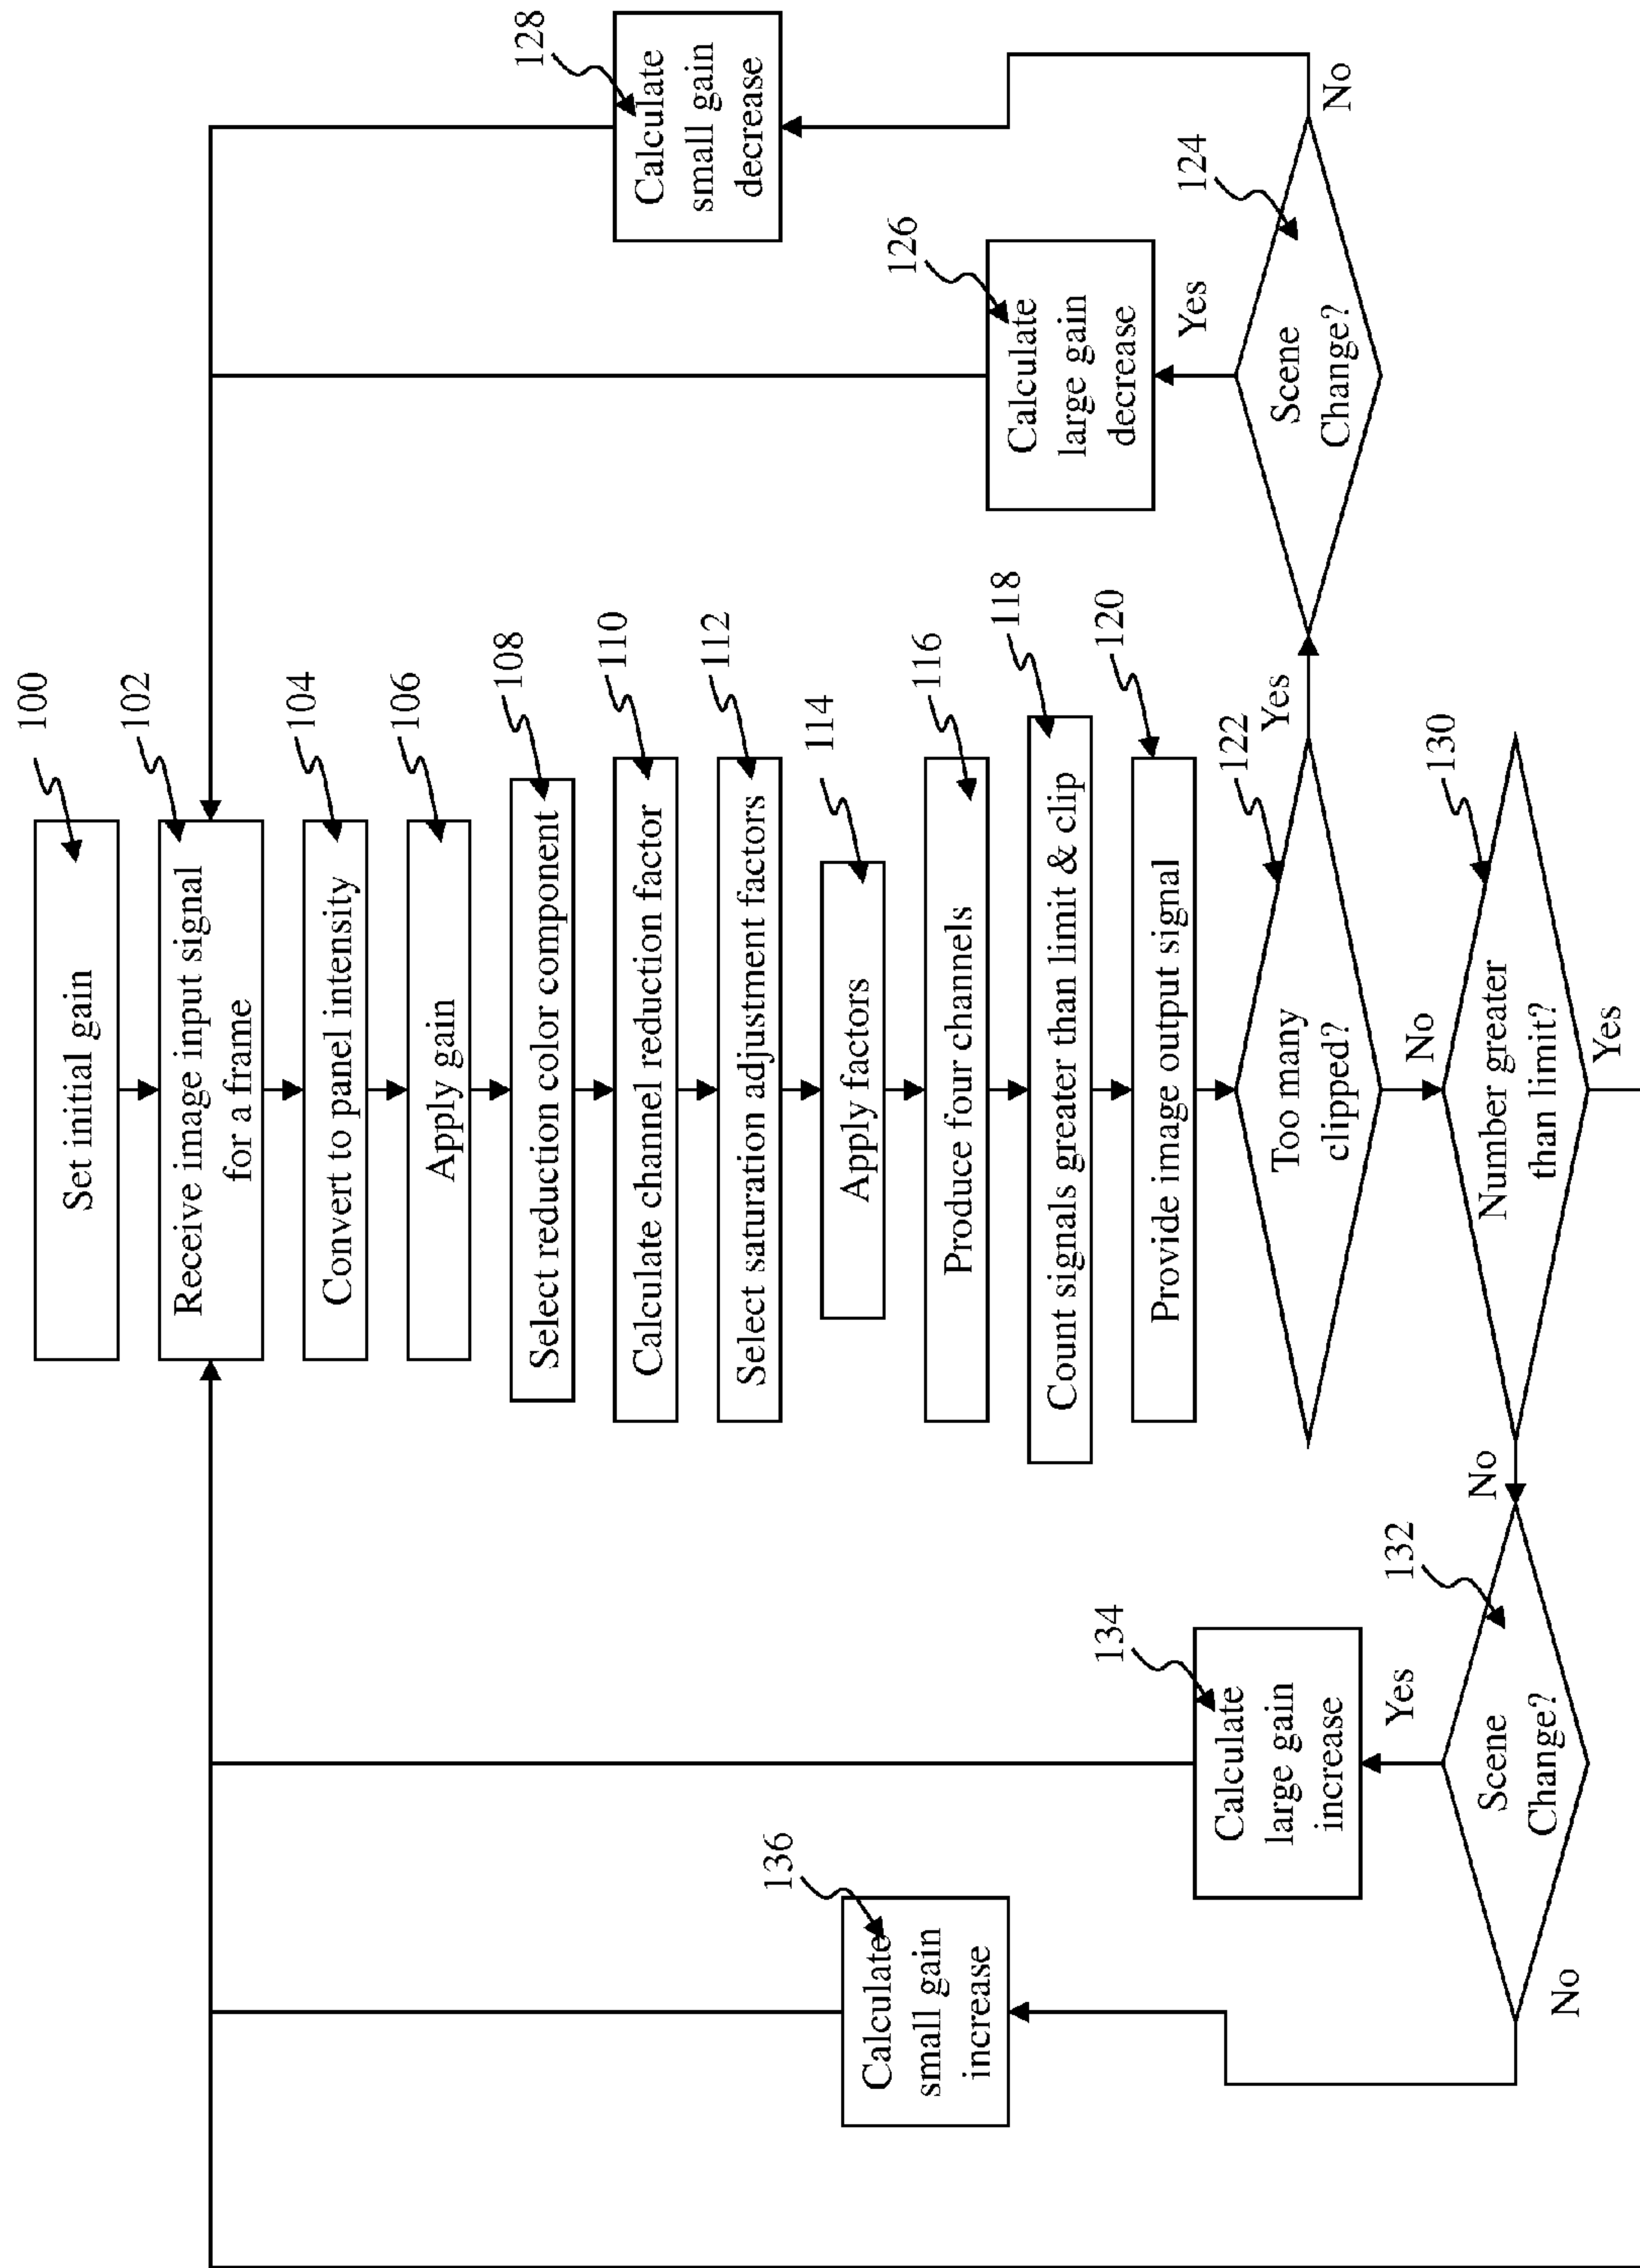 Set initial gain
100
Receive image input signal
for a frame
102
Convert to panel intensity
104
Apply gain
106
Select reduction color component
108
Calculate channel reduction factor
110
Select saturation adjustment factors
112
Apply factors
114
Produce four channels
116
Count signals greater than limit & clip
118
Provide image output signal
120
Too many
clipped?
122
Yes
No
Scene
Change?
124
Yes
No
Calculate
large gain
decrease
126
Calculate
small gain
decrease
128
Number greater
than limit?
130
Yes
No
Scene
Change?
132
Yes
No
Calculate
large gain
increase
134
Calculate
small gain
increase
136